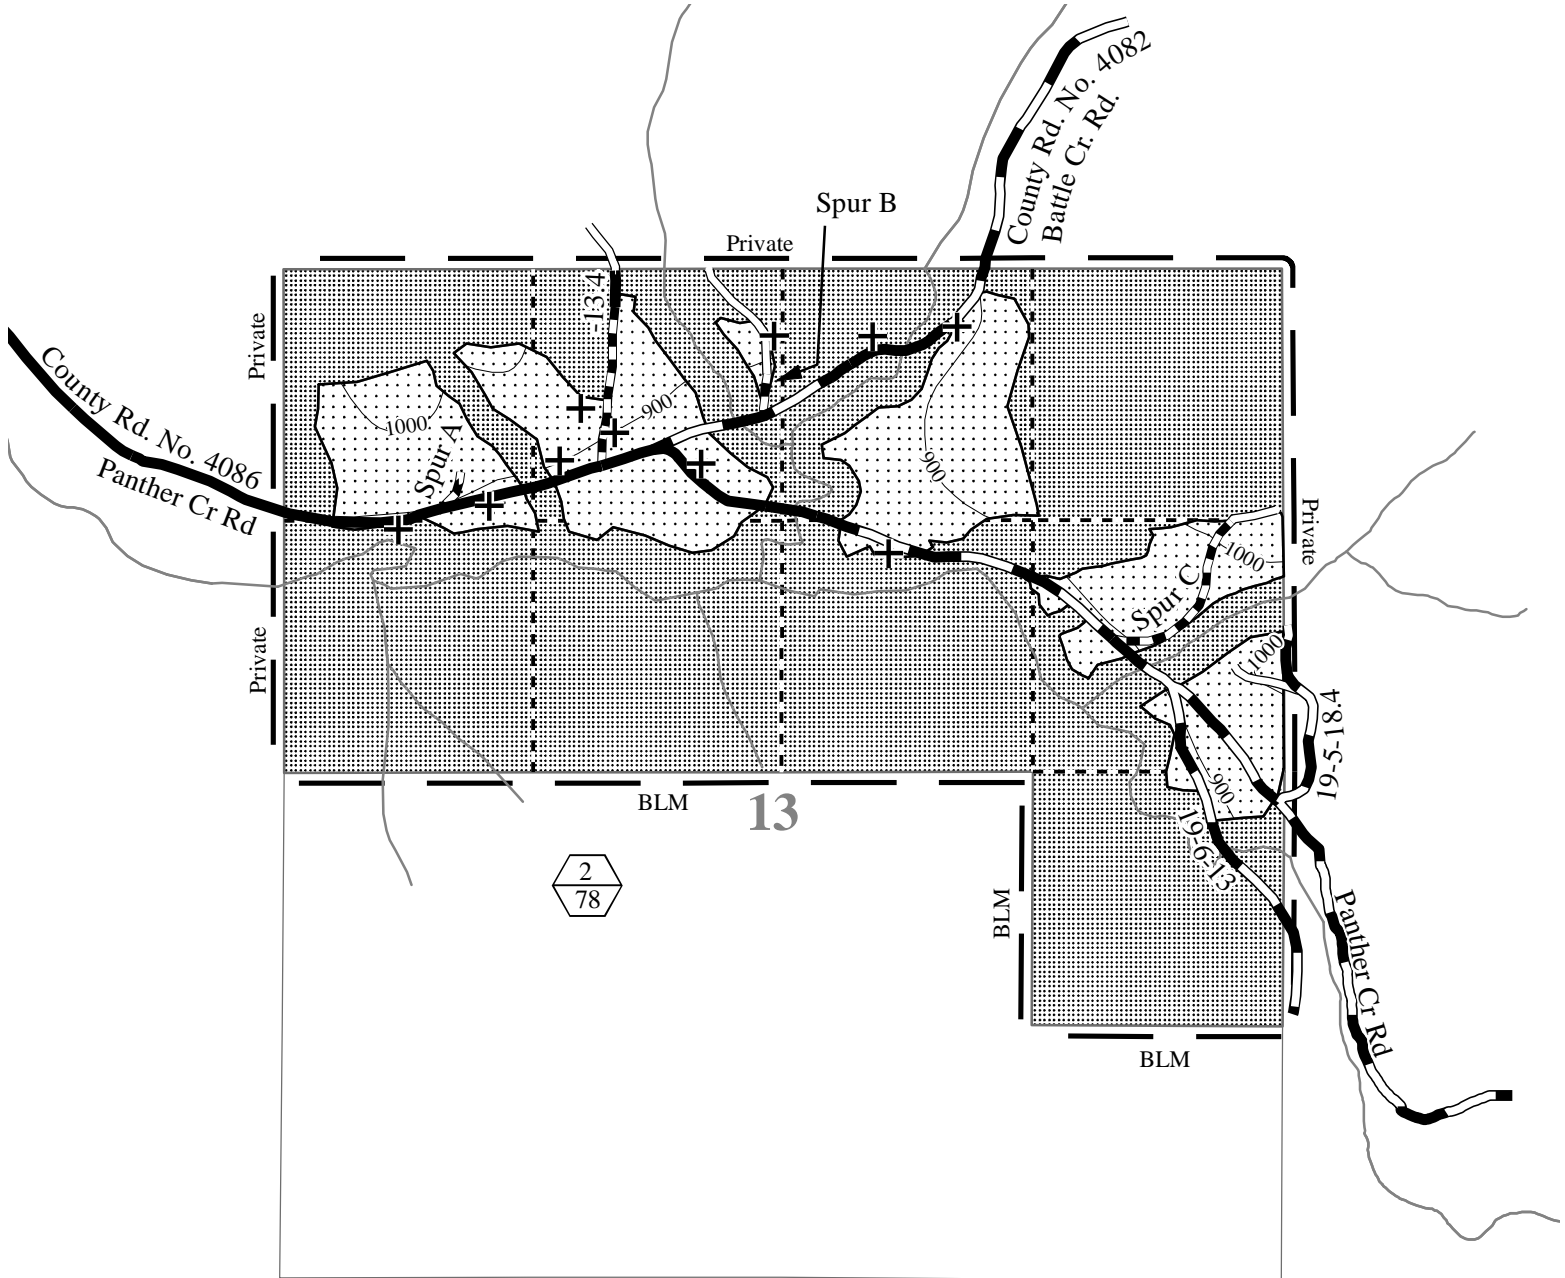 County Rd. No. 4082
Battle Cr. Rd.
Spur B
Private
-13.4
Private
County Rd. No. 4086
Panther Cr Rd
1000
Spur A
900
900
Private
1000
Spur C
Private
1000
19-5-18.4
BLM
13
900
19-6-13
2
78
BLM
Panther Cr Rd
BLM